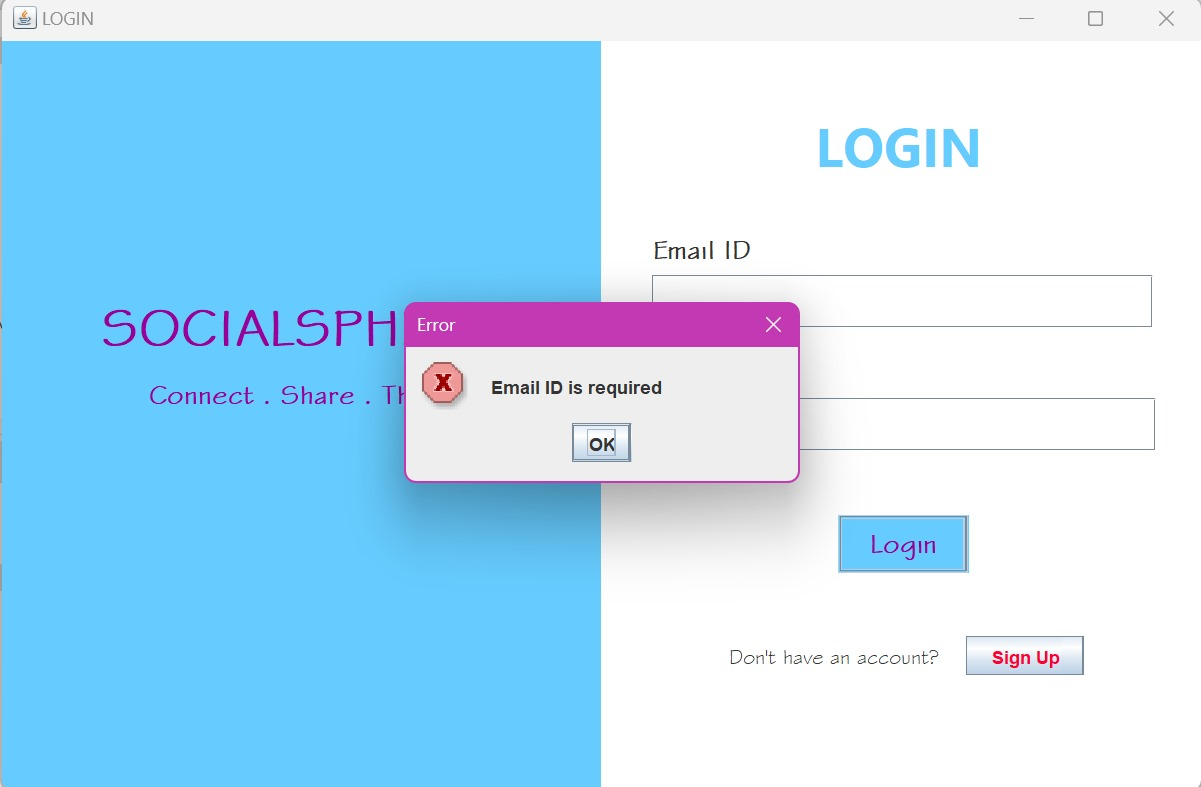 LOGIN
LOGIN
Email ID
SOCIALSPH
Connect . Share .
Error
Email ID is required
OK
Login
Don't have an account?
Sign Up